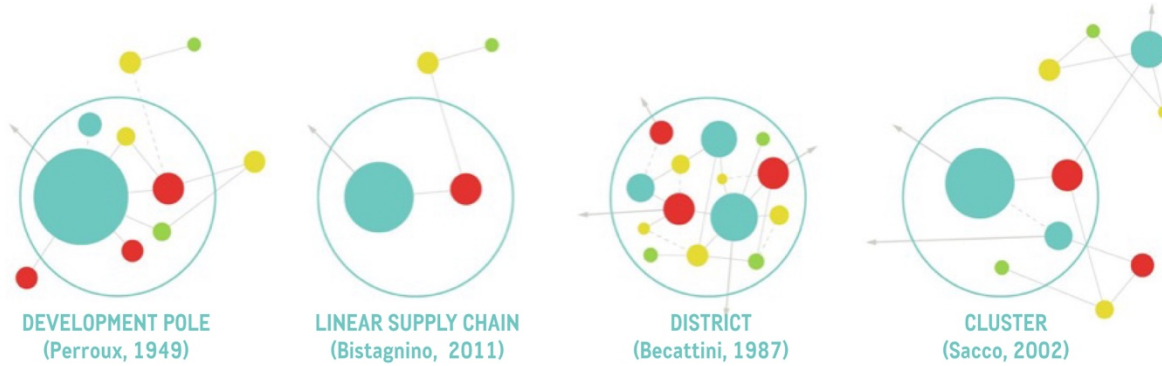 DEVELOPMENT POLE
(Perroux, 1949)
LINEAR SUPPLY CHAIN
(Bistagnino, 2011)
DISTRICT
(Becattini, 1987)
CLUSTER
(Sacco, 2002)